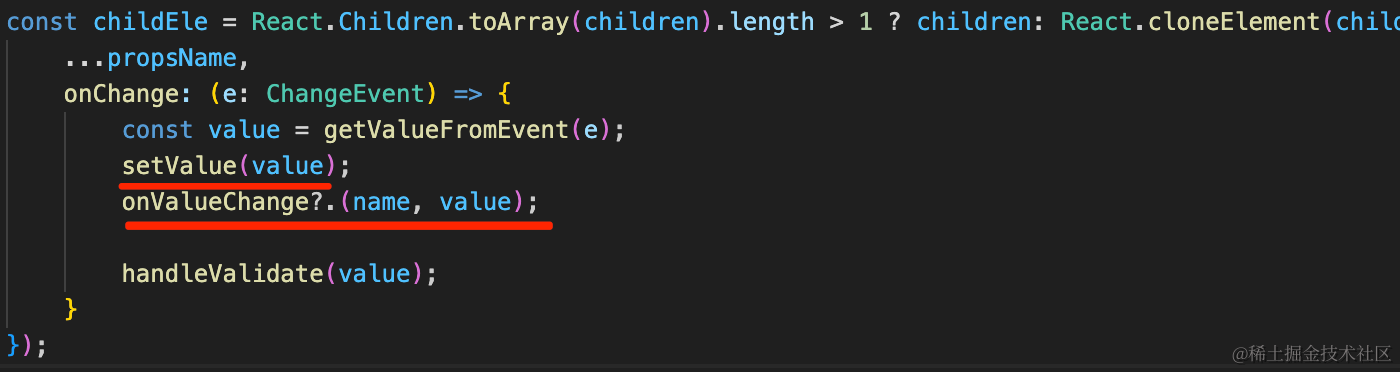 const childEle = React.Children.toArray(children).length > 1 ? children: React.cloneElement(
...propsName,
onChange: (e: ChangeEvent) => {
const value = getValueFromEvent(e);
setValue(value);
onValueChange?.(name, value);
handleValidate(value);
}
});
@稀土掘金技术社区